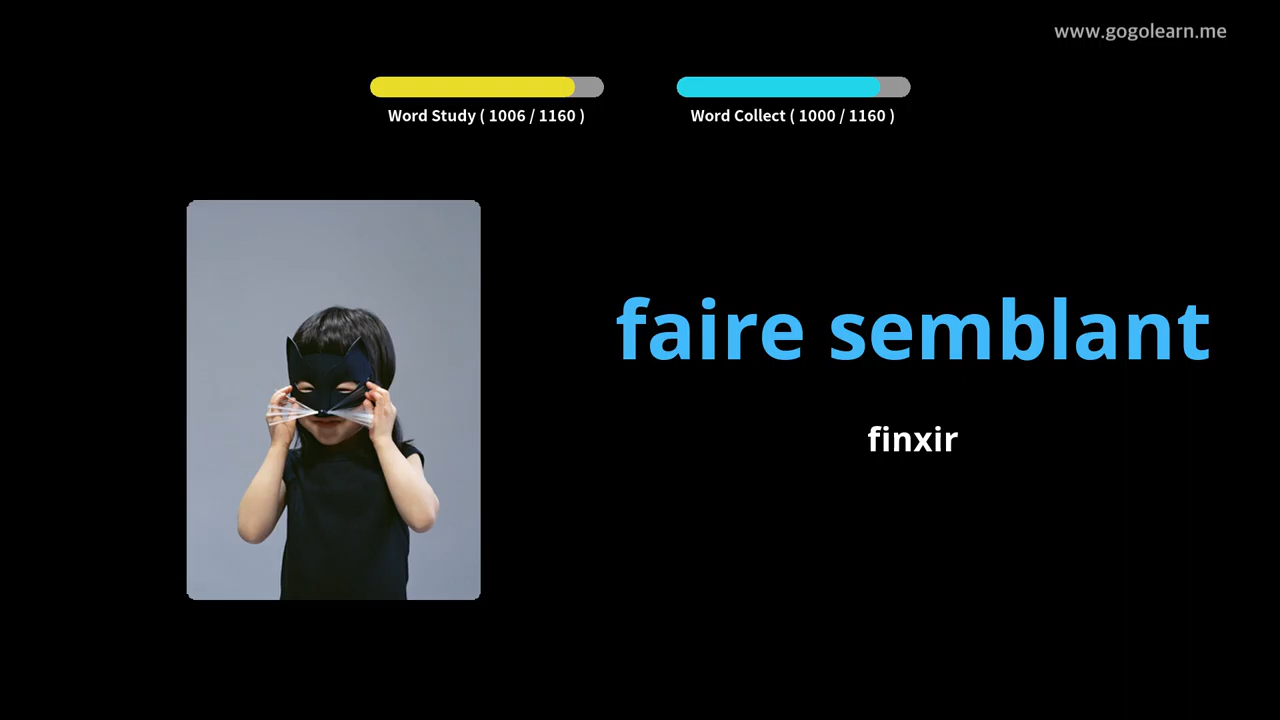 www.gogolearn.me
Word Study ( 1006 / 1160 )
Word Collect ( 1000 / 1160 )
faire semblant
finxir